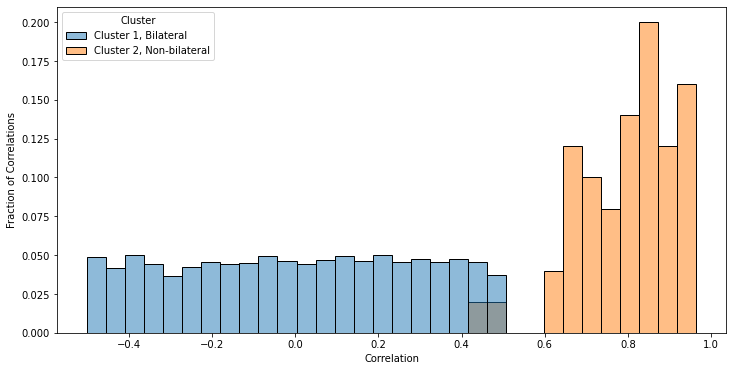 Cluster
Cluster 1, Bilateral
Cluster 2, Non-bilateral
0.200
0.175
0.150
0.125
0.100
0.075
0.050
0.025
0.000
Fraction of Correlations
−0.4 −0.2 0.0 0.2 0.4 0.6 0.8 1.0
Correlation